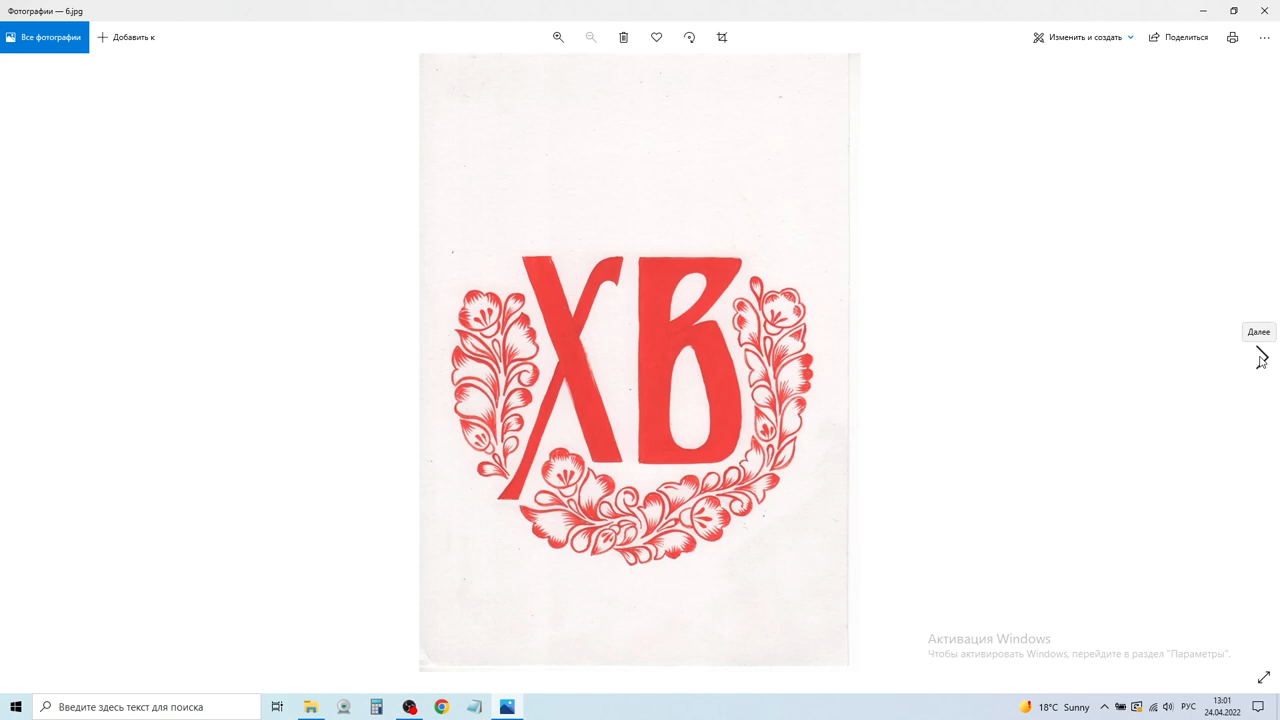 Фотографии — 6.jpg
Все фотографии
Добавить к
Изменить и создать
Поделиться
ХВ
Далее
Активация Windows
Чтобы активировать Windows, перейдите в раздел "Параметры".
Введите здесь текст для поиска
18°C Sunny
РУС
13:01
24.04.2022